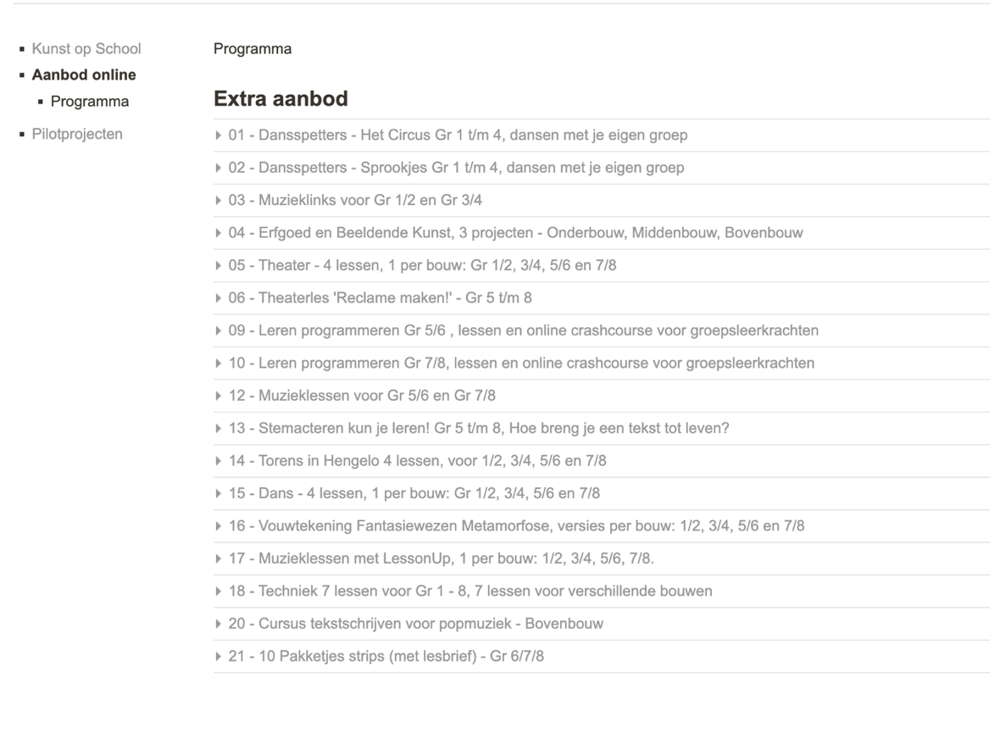 Kunst op School
Aanbod online
Programma
Pilotprojecten
Programma
Extra aanbod
01 - Dansspetters - Het Circus Gr 1 t/m 4, dansen met je eigen groep
02 - Dansspetters - Sprookjes Gr 1 t/m 4, dansen met je eigen groep
03 - Muzieklinks voor Gr 1/2 en Gr 3/4
04 - Erfgoed en Beeldende Kunst, 3 projecten - Onderbouw, Middenbouw, Bovenbouw
05 - Theater - 4 lessen, 1 per bouw: Gr 1/2, 3/4, 5/6 en 7/8
06 - Theaterles 'Reclame maken!' - Gr 5 t/m 8
09 - Leren programmeren Gr 5/6 , lessen en online crashcourse voor groepsleerkrachten
10 - Leren programmeren Gr 7/8, lessen en online crashcourse voor groepsleerkrachten
12 - Muzieklessen voor Gr 5/6 en Gr 7/8
13 - Stemacteren kun je leren! Gr 5 t/m 8, Hoe breng je een tekst tot leven?
14 - Torens in Hengelo 4 lessen, voor 1/2, 3/4, 5/6 en 7/8
15 - Dans - 4 lessen, 1 per bouw: Gr 1/2, 3/4, 5/6 en 7/8
16 - Vouwtekening Fantasiewezen Metamorfose, versies per bouw: 1/2, 3/4, 5/6 en 7/8
17 - Muzieklessen met LessonUp, 1 per bouw: 1/2, 3/4, 5/6, 7/8.
18 - Techniek 7 lessen voor Gr 1 - 8, 7 lessen voor verschillende bouwen
20 - Cursus tekstschrijven voor popmuziek - Bovenbouw
21 - 10 Pakketjes strips (met lesbrief) - Gr 6/7/8